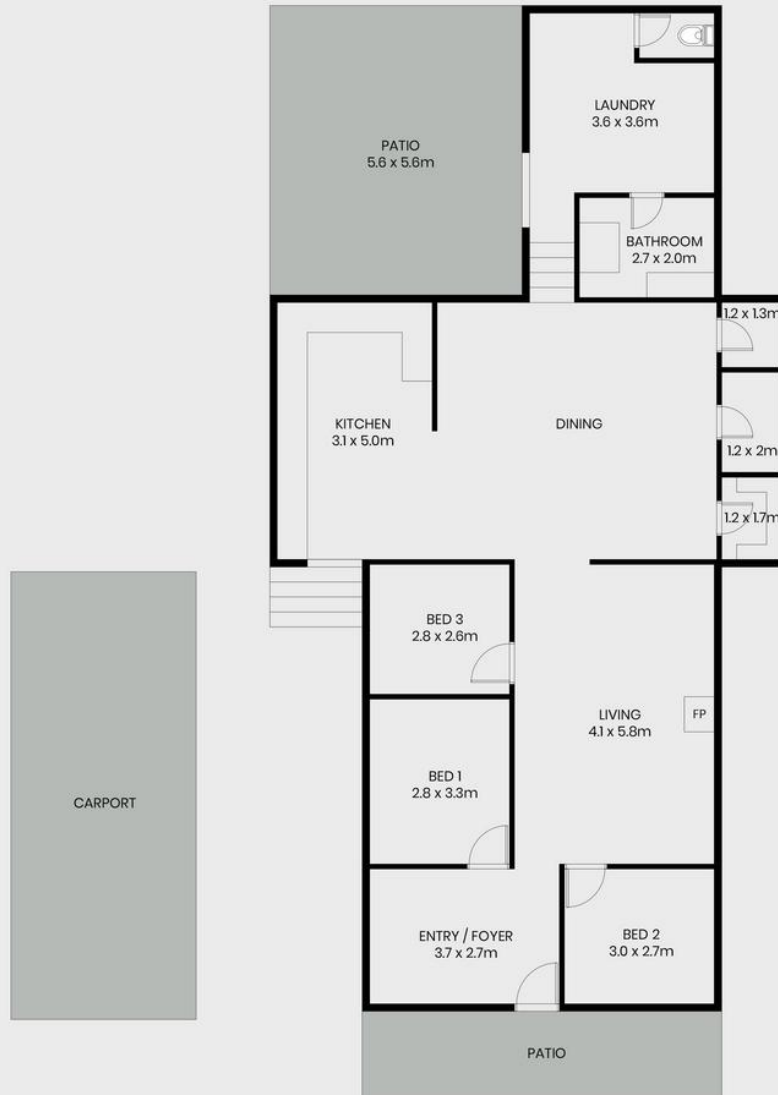 LAUNDRY
3.6 x 3.6m
PATIO
5.6 x 5.6m
BATHROOM
2.7 x 2.0m
1.2 x 1.3m
KITCHEN
3.1 x 5.0m
DINING
1.2 x 2m
1.2 x 1.7m
BED 3
2.8 x 2.6m
LIVING
4.1 x 5.8m
FP
BED 1
2.8 x 3.3m
CARPORT
ENTRY / FOYER
3.7 x 2.7m
BED 2
3.0 x 2.7m
PATIO